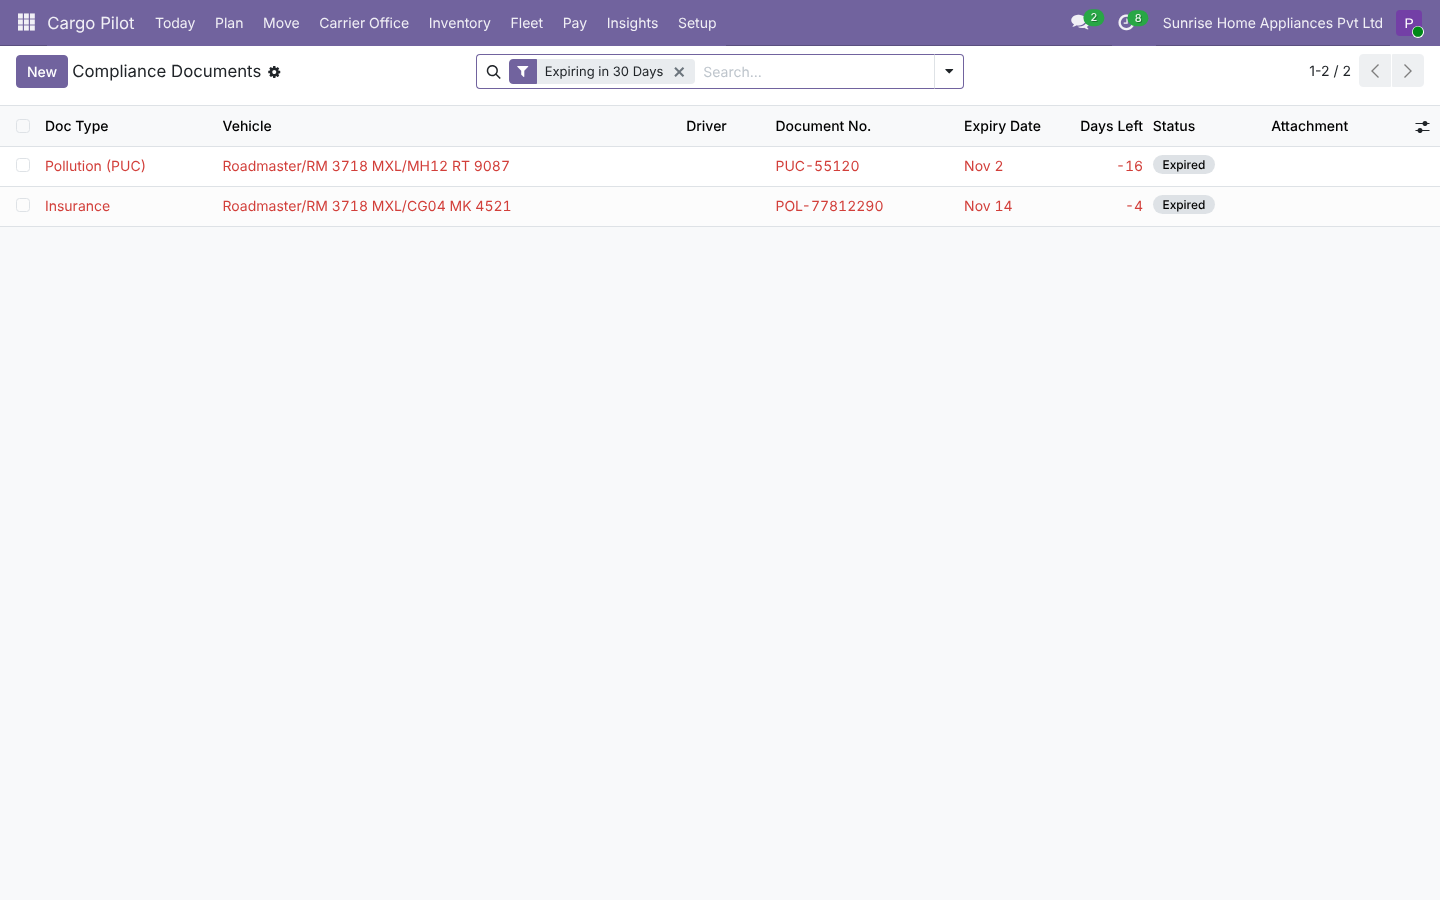 Cargo Pilot Today Plan Move Carrier Office Inventory Fleet Pay Insights Setup 2 8 Sunrise Home Appliances Pvt Ltd P
New Compliance Documents Expiring in 30 Days Search... 1-2 / 2
Doc Type Vehicle Driver Document No. Expiry Date Days Left Status Attachment
Pollution (PUC) Roadmaster/RM 3718 MXL/MH12 RT 9087 PUC-55120 Nov 2 -16 Expired
Insurance Roadmaster/RM 3718 MXL/CG04 MK 4521 POL-77812290 Nov 14 -4 Expired